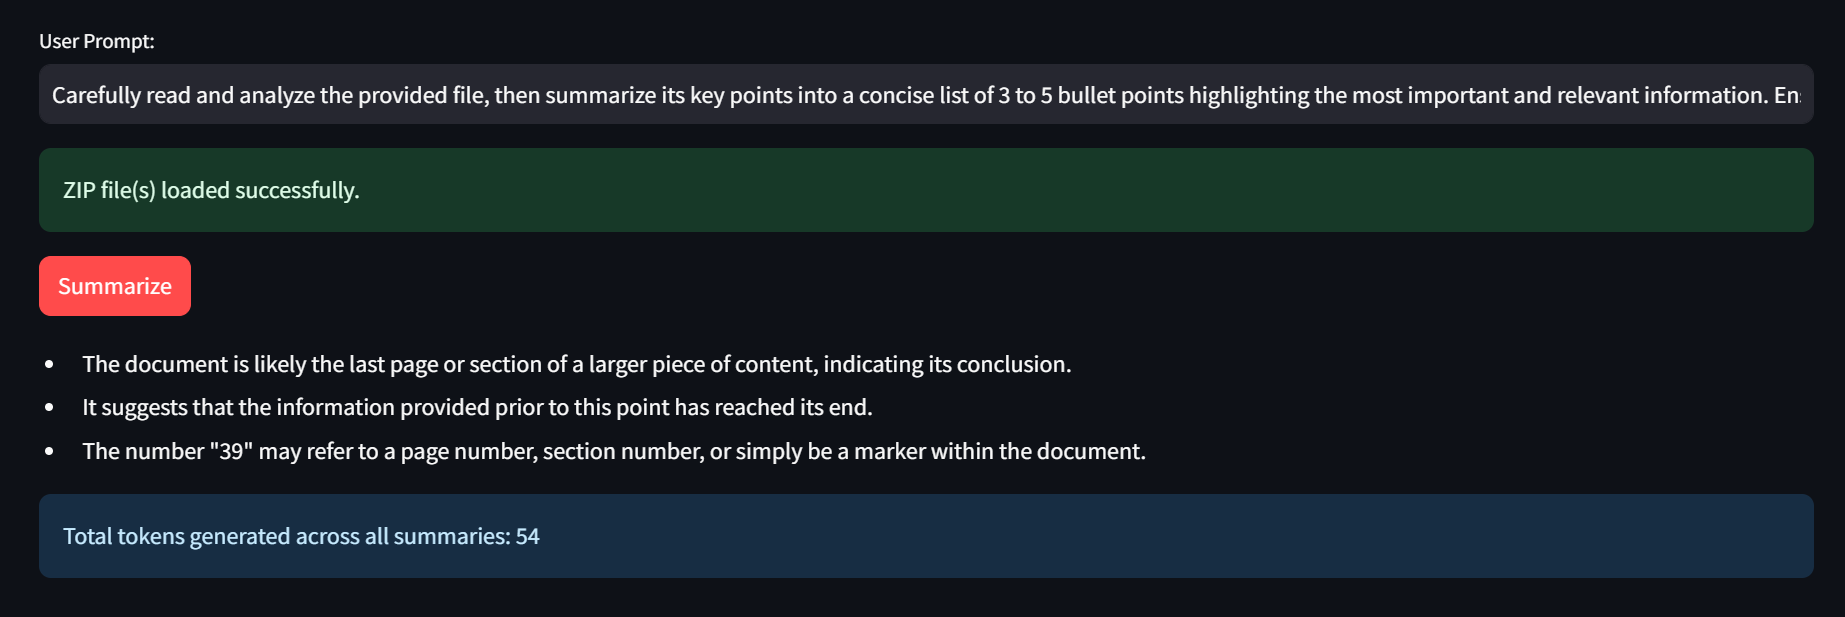 User Prompt:
Carefully read and analyze the provided file, then summarize its key points into a concise list of 3 to 5 bullet points highlighting the most important and relevant information. En
ZIP file(s) loaded successfully.
Summarize
• The document is likely the last page or section of a larger piece of content, indicating its conclusion.
• It suggests that the information provided prior to this point has reached its end.
• The number "39" may refer to a page number, section number, or simply be a marker within the document.
Total tokens generated across all summaries: 54